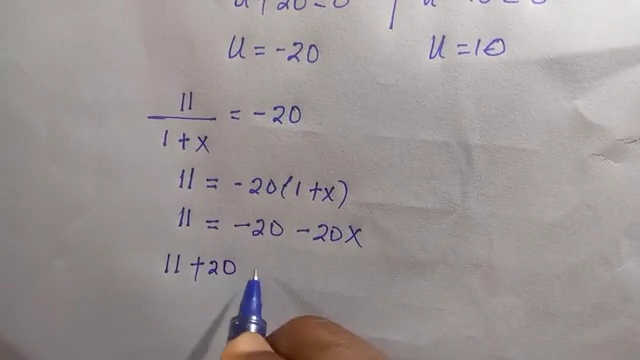 u = -20 u = 10
11/(1+x) = -20
11 = -20(1+x)
11 = -20 - 20x
11 + 20